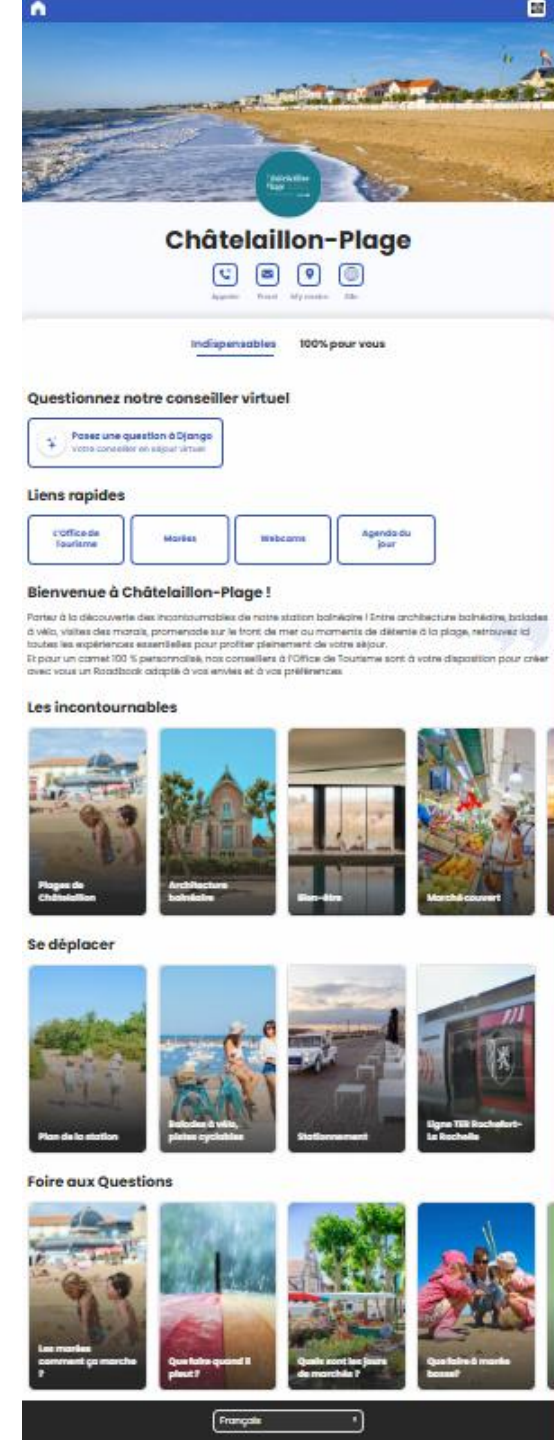 Châtelaillon-Plage
Indispensables
100% pour vous
Questionnez notre conseiller virtuel
Posez une question à Django
Votre conseiller en séjour virtuel
Liens rapides
L'Office de
Tourisme
Marées
Webcams
Agenda du
jour
Bienvenue à Châtelaillon-Plage !
Partez à la découverte des incontournables de notre station balnéaire ! Entre architecture balnéaire, balades
à vélo, visites des marais, promenade sur le front de mer ou moments de détente à la plage, retrouvez ici
toutes les expériences essentielles pour profiter pleinement de votre séjour.
Et pour un carnet 100 % personnalisé, nos conseillers à l'Office de Tourisme sont à votre disposition pour créer
avec vous un Roadbook adapté à vos envies et à vos préférences
Les incontournables
Plages de
Châtelaillon
Architecture
balnéaire
Bien-être
Marché couvert
Se déplacer
Plan de la station
Balades à vélo,
pistes cyclables
Stationnement
Ligne TER Rochefort-
La Rochelle
Foire aux Questions
Les marées
comment ça marche
?
Que faire quand il
pleut ?
Quels sont les jours
de marchés ?
Que faire à marée
basse?
Français